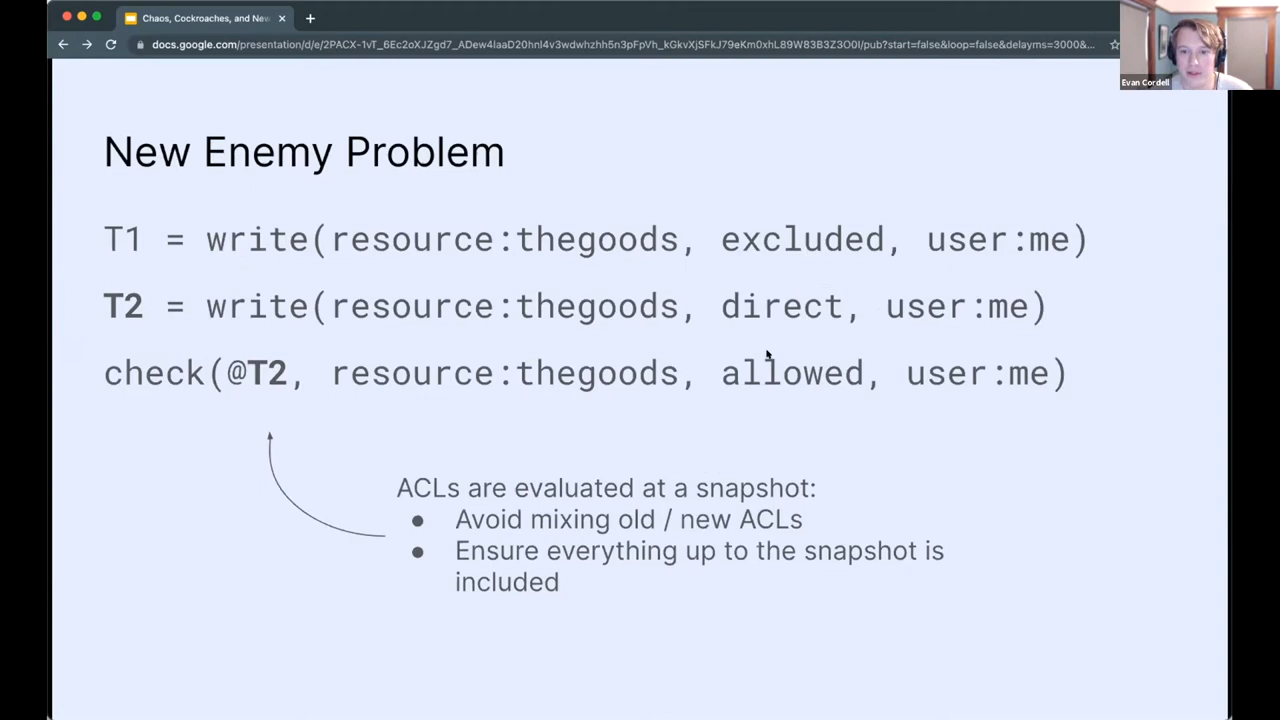 Chaos, Cockroaches, and New
docs.google.com/presentation/d/e/2PACX-1vT_6Ec2oXJZgd7_ADew4IaaD20hnI4v3wdwhzhh5n3pFpVh_kGkvXjSFkJ79eKm0xhL89W83B3Z3O0I/pub?start=false&loop=false&delayms=3000&...
Evan Cordell
New Enemy Problem
T1 = write(resource:thegoods, excluded, user:me)
T2 = write(resource:thegoods, direct, user:me)
check(@T2, resource:thegoods, allowed, user:me)
ACLs are evaluated at a snapshot:
● Avoid mixing old / new ACLs
● Ensure everything up to the snapshot is
included